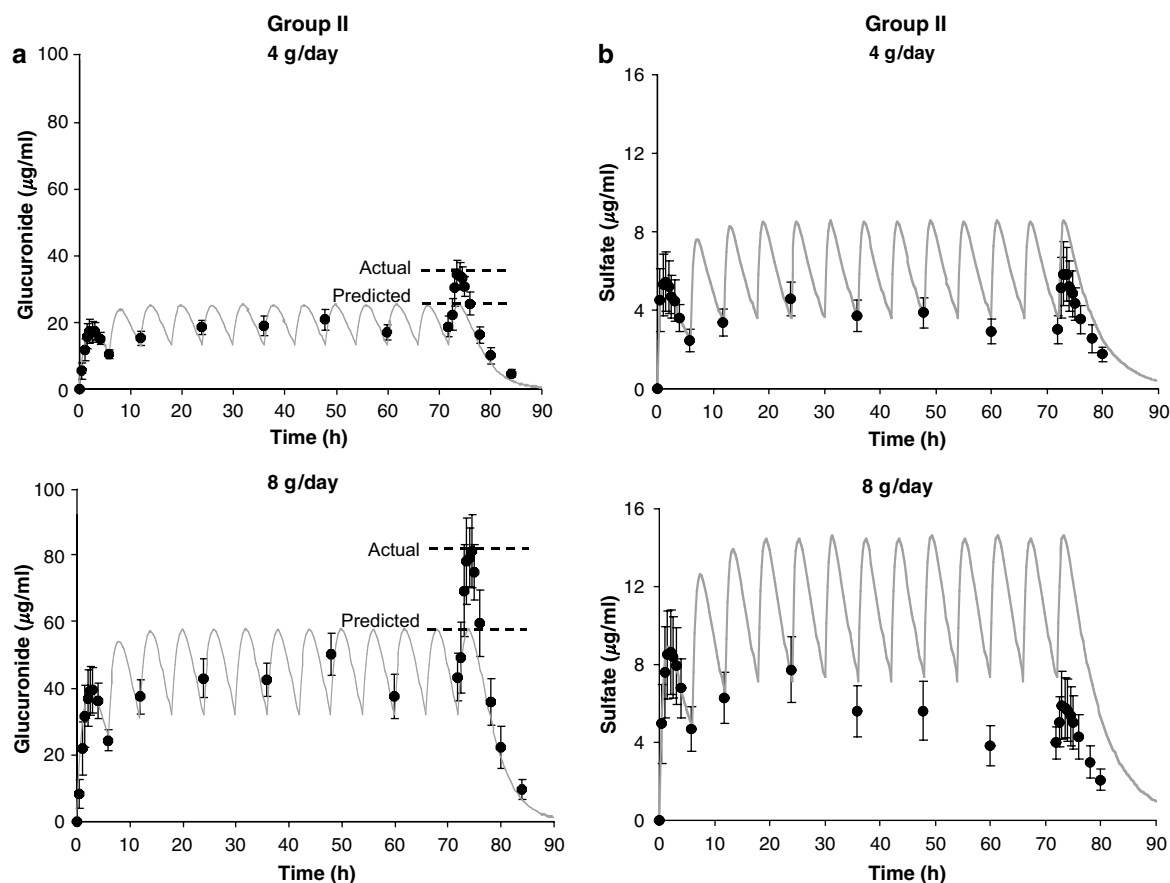 a
Group II
4 g/day
Glucuronide (μg/ml)
100
80
60
40
20
0
Actual
Predicted
0 10 20 30 40 50 60 70 80 90
Time (h)
b
Group II
4 g/day
Sulfate (μg/ml)
16
12
8
4
0
0 10 20 30 40 50 60 70 80 90
Time (h)
8 g/day
Glucuronide (μg/ml)
100
80
60
40
20
0
Actual
Predicted
0 10 20 30 40 50 60 70 80 90
Time (h)
8 g/day
Sulfate (μg/ml)
16
12
8
4
0
0 10 20 30 40 50 60 70 80 90
Time (h)